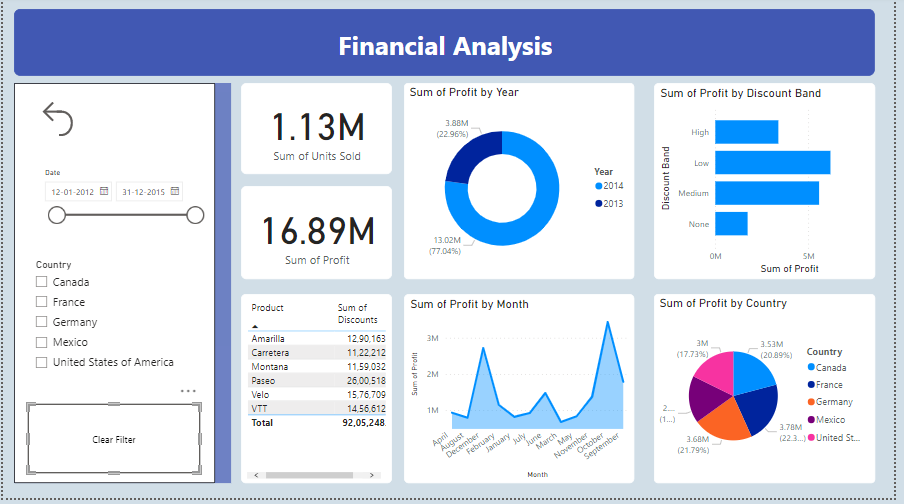 Financial Analysis
Date
12-01-2012
31-12-2015
Country
Canada
France
Germany
Mexico
United States of America
Clear Filter
1.13M
Sum of Units Sold
16.89M
Sum of Profit
Sum of Profit by Year
3.88M
(22.96%)
13.02M
(77.04%)
Year
2014
2013
Sum of Profit by Discount Band
Discount Band
High
Low
Medium
None
0M 5M
Sum of Profit
Product Sum of Discounts
Amarilla 12,90,163
Carretera 11,22,212
Montana 11,59,032
Paseo 26,00,518
Velo 15,76,709
VTT 14,56,612
Total 92,05,248
Sum of Profit by Month
Sum of Profit
3M
2M
1M
April August December February January July June March May November October September
Month
Sum of Profit by Country
3M
(17.73%)
3.53M
(20.89%)
2...
(1...)
3.68M
(21.79%)
3.78M
(22.3...)
Country
Canada
France
Germany
Mexico
United St...